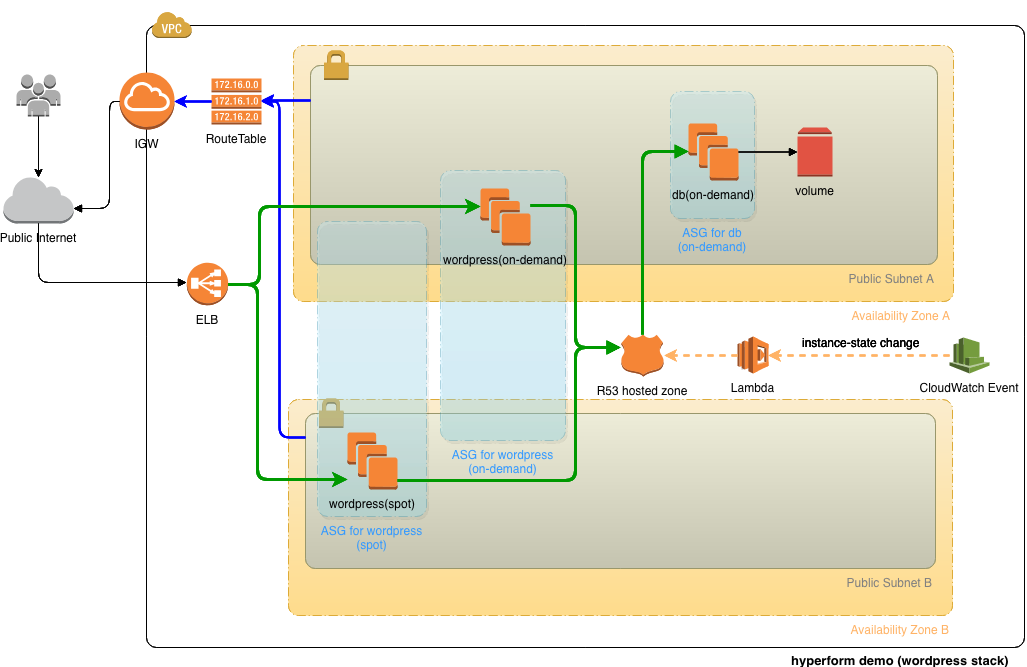 VPC
172.16.0.0
172.16.1.0
172.16.2.0
RouteTable
IGW
Public Internet
ELB
wordpress(on-demand)
db(on-demand)
volume
ASG for db
(on-demand)
Public Subnet A
Availability Zone A
instance-state change
R53 hosted zone
Lambda
CloudWatch Event
ASG for wordpress
(on-demand)
wordpress(spot)
ASG for wordpress
(spot)
Public Subnet B
Availability Zone B
hyperform demo (wordpress stack)